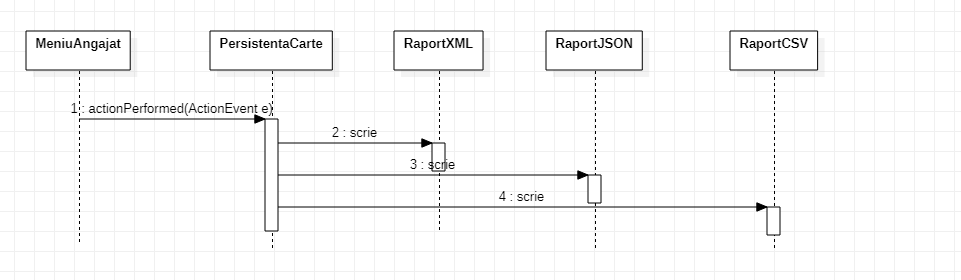 MeniuAngajat
PersistentaCarte
RaportXML
RaportJSON
RaportCSV
1 : actionPerformed(ActionEvent e)
2 : scrie
3 : scrie
4 : scrie